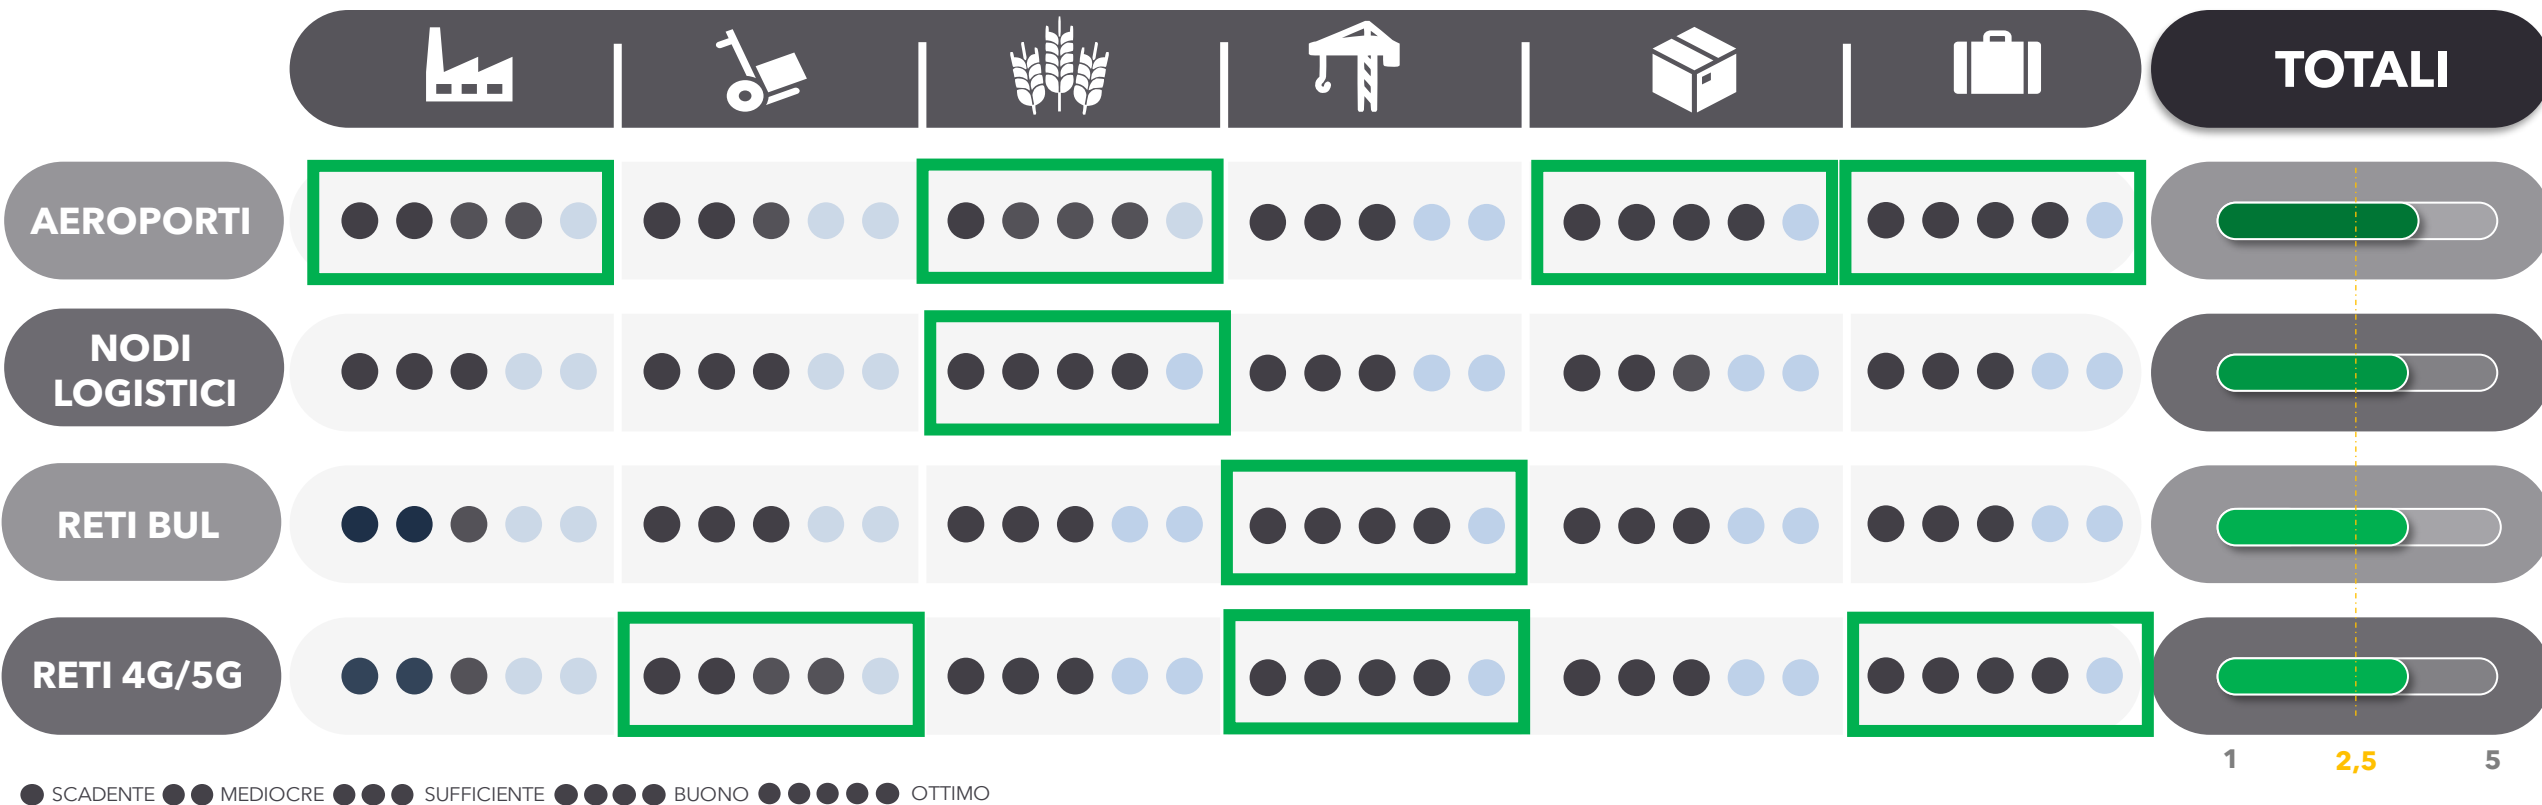 TOTALI
AEROPORTI
NODI
LOGISTICI
RETI BUL
RETI 4G/5G
1 2,5 5
SCADENTE MEDIOCRE SUFFICIENTE BUONO OTTIMO